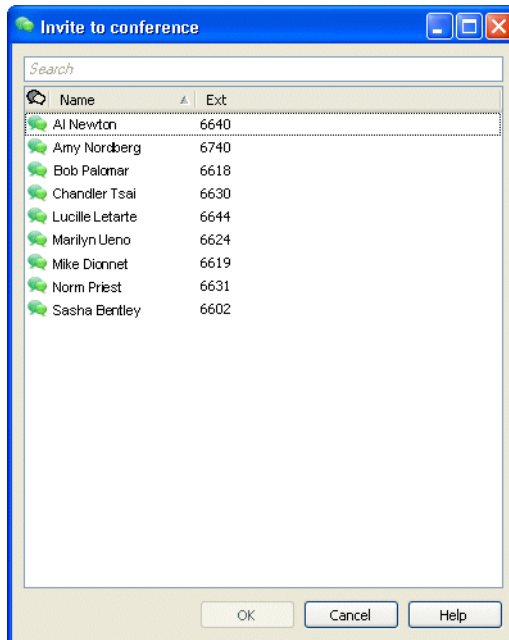 Invite to conference
Search
Name Ext
Al Newton 6640
Amy Nordberg 6740
Bob Palomar 6618
Chandler Tsai 6630
Lucille Letarte 6644
Marilyn Ueno 6624
Mike Dionnet 6619
Norm Priest 6631
Sasha Bentley 6602
OK Cancel Help